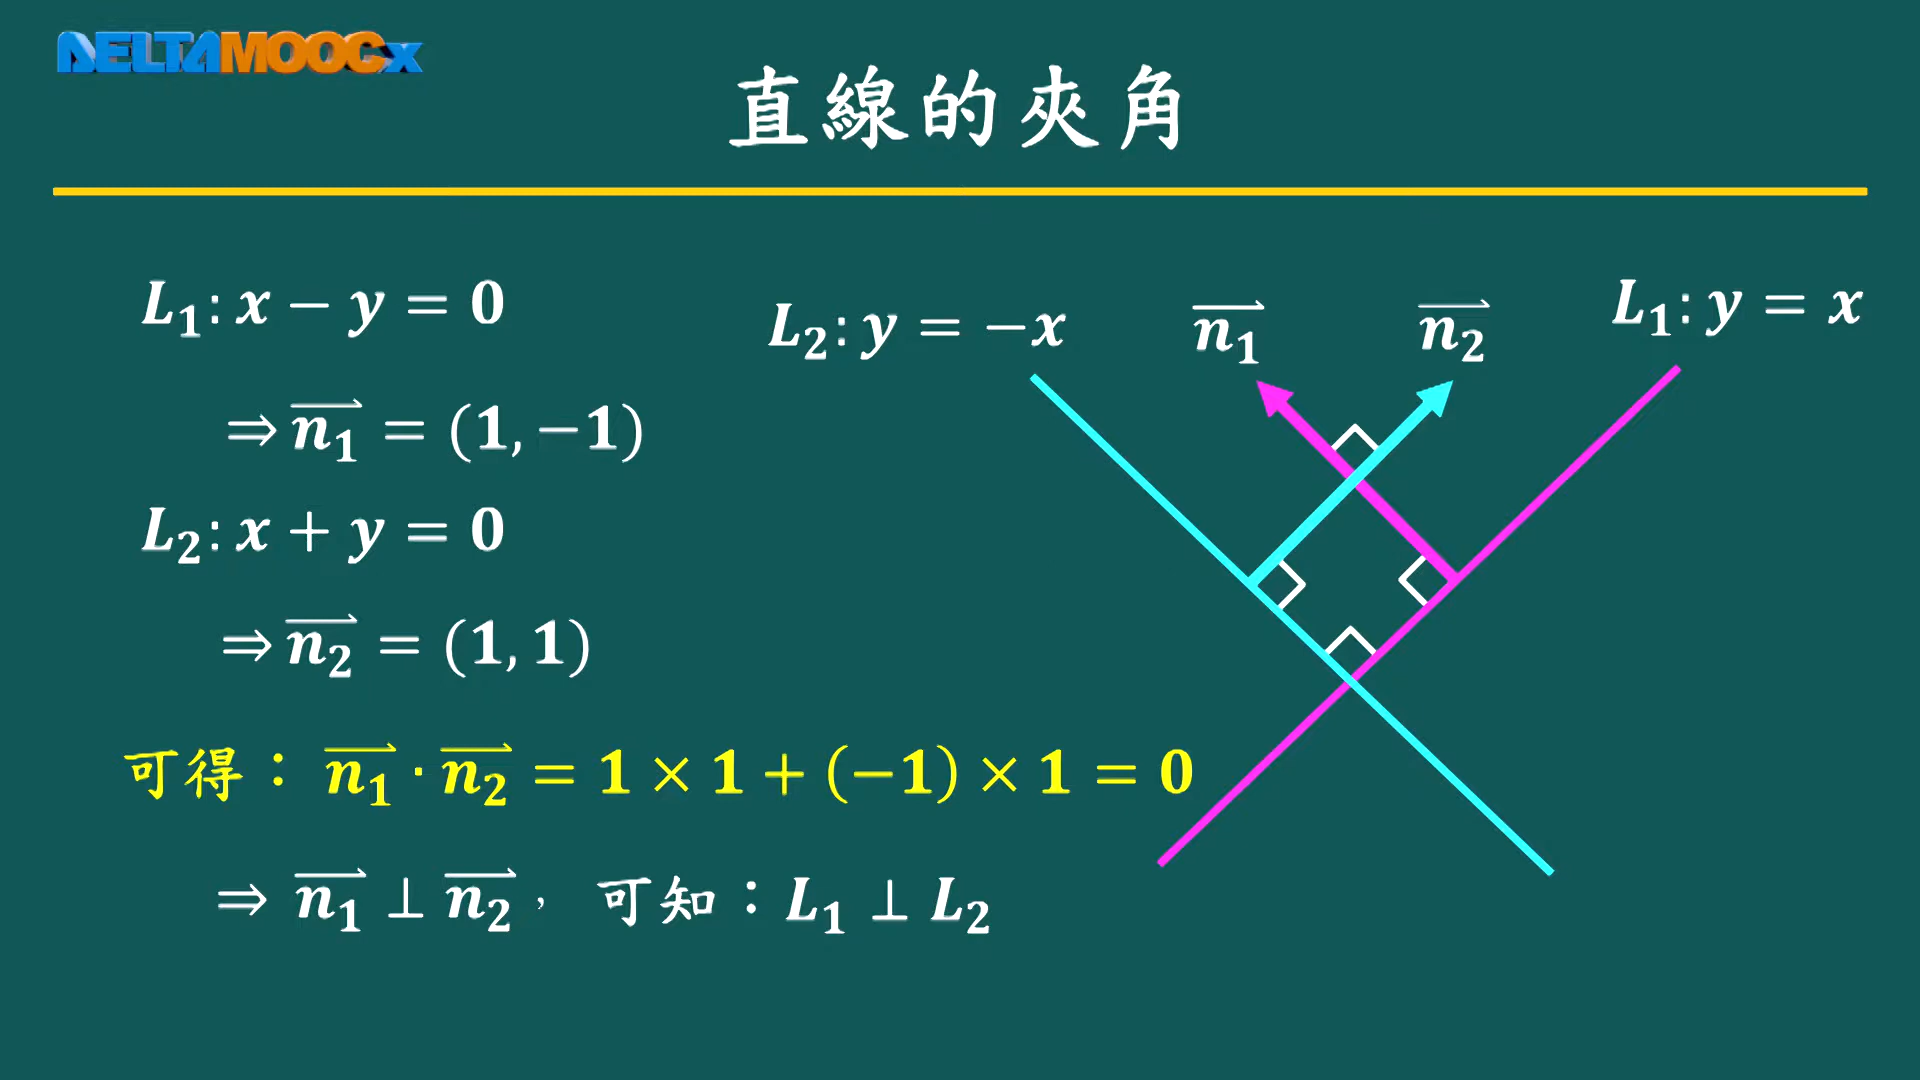 DELTAMOOCx
直線的夾角
L₁: x − y = 0
⇒ n₁⃗ = (1, −1)
L₂: x + y = 0
⇒ n₂⃗ = (1, 1)
可得： n₁⃗ · n₂⃗ = 1 × 1 + (−1) × 1 = 0
⇒ n₁⃗ ⊥ n₂⃗， 可知：L₁ ⊥ L₂
L₂: y = −x
n₁⃗
n₂⃗
L₁: y = x